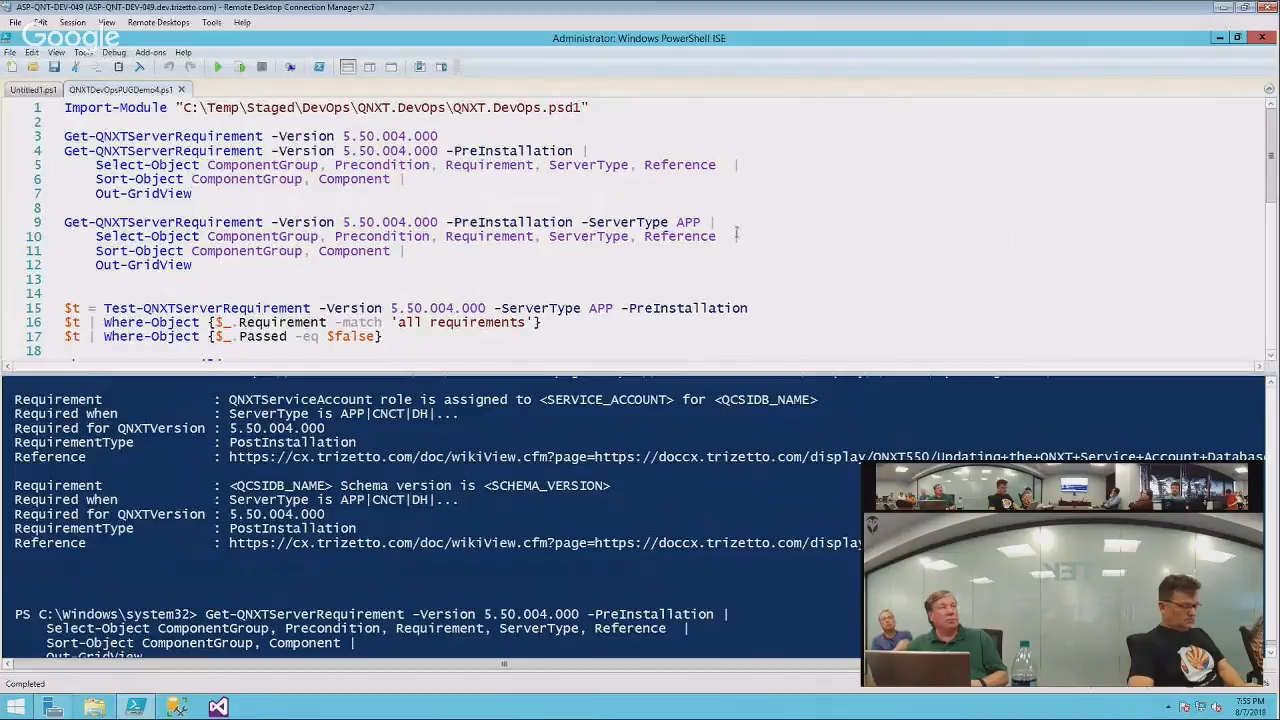 ASP-QNT-DEV-049 (ASP-QNT-DEV-049.dev.trizetto.com) - Remote Desktop Connection Manager v2.7
File Edit Session View Remote Desktops Tools Help
Google
Administrator: Windows PowerShell ISE
File Edit View Tools Debug Add-ons Help
Untitled1.ps1 QNXTDevOpsPUGDemo4.ps1
1 Import-Module "C:\Temp\Staged\DevOps\QNXT.DevOps\QNXT.DevOps.psd1"
2
3 Get-QNXTServerRequirement -Version 5.50.004.000
4 Get-QNXTServerRequirement -Version 5.50.004.000 -PreInstallation |
5 Select-Object ComponentGroup, Precondition, Requirement, ServerType, Reference |
6 Sort-Object ComponentGroup, Component |
7 Out-GridView
8
9 Get-QNXTServerRequirement -Version 5.50.004.000 -PreInstallation -ServerType APP |
10 Select-Object ComponentGroup, Precondition, Requirement, ServerType, Reference |
11 Sort-Object ComponentGroup, Component |
12 Out-GridView
13
14
15 $t = Test-QNXTServerRequirement -Version 5.50.004.000 -ServerType APP -PreInstallation
16 $t | Where-Object {$_.Requirement -match 'all requirements'}
17 $t | Where-Object {$_.Passed -eq $false}
18
Requirement : QNXTServiceAccount role is assigned to <SERVICE_ACCOUNT> for <QCSIDB_NAME>
Required when : ServerType is APP|CNCT|DH|...
Required for QNXTVersion : 5.50.004.000
RequirementType : PostInstallation
Reference : https://cx.trizetto.com/doc/wikiView.cfm?page=https://doccx.trizetto.com/display/QNXT550/Updating+the+QNXT+Service+Account+Databas
Requirement : <QCSIDB_NAME> Schema version is <SCHEMA_VERSION>
Required when : ServerType is APP|CNCT|DH|...
Required for QNXTVersion : 5.50.004.000
RequirementType : PostInstallation
Reference : https://cx.trizetto.com/doc/wikiView.cfm?page=https://doccx.trizetto.com/display/
PS C:\Windows\system32> Get-QNXTServerRequirement -Version 5.50.004.000 -PreInstallation |
Select-Object ComponentGroup, Precondition, Requirement, ServerType, Reference |
Sort-Object ComponentGroup, Component |
Out-GridView
Completed
7:55 PM
8/7/2018